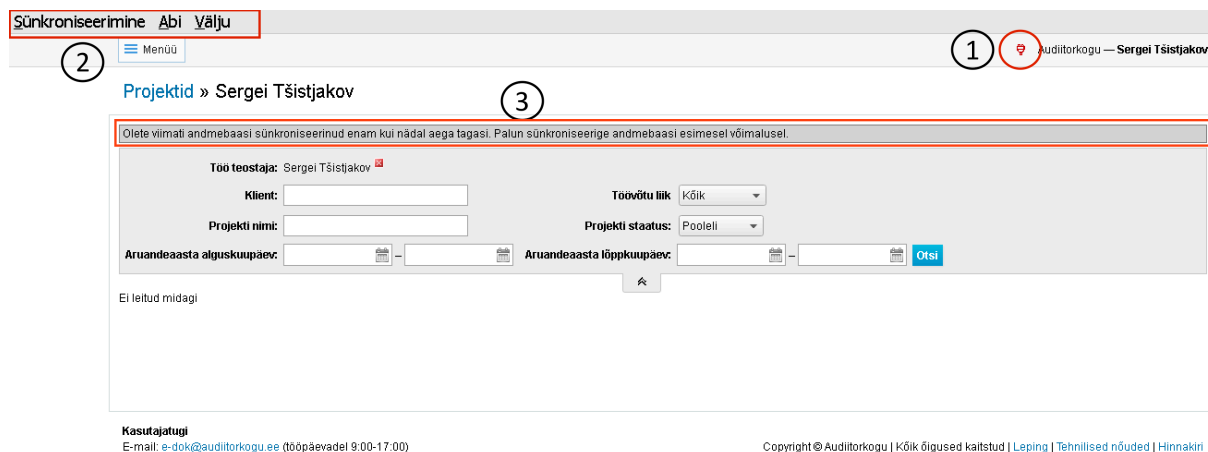 Sünkroniseerimine Abi Välju
2 Menüü 1 Audiitorkogu — Sergei Tšistjakov
Projektid » Sergei Tšistjakov
3
Olete viimati andmebaasi sünkroniseerinud enam kui nädal aega tagasi. Palun sünkroniseerige andmebaasi esimesel võimalusel.
Töö teostaja: Sergei Tšistjakov
Klient: Töövõtu liik Kõik
Projekti nimi: Projekti staatus: Pooleli
Aruandeaasta alguskuupäev: – Aruandeaasta lõppkuupäev: – Otsi
Ei leitud midagi
Kasutajatugi
E-mail: e-dok@audiitorkogu.ee (tööpäevadel 9:00-17:00) Copyright © Audiitorkogu | Kõik õigused kaitstud | Leping | Tehnilised nõuded | Hinnakiri